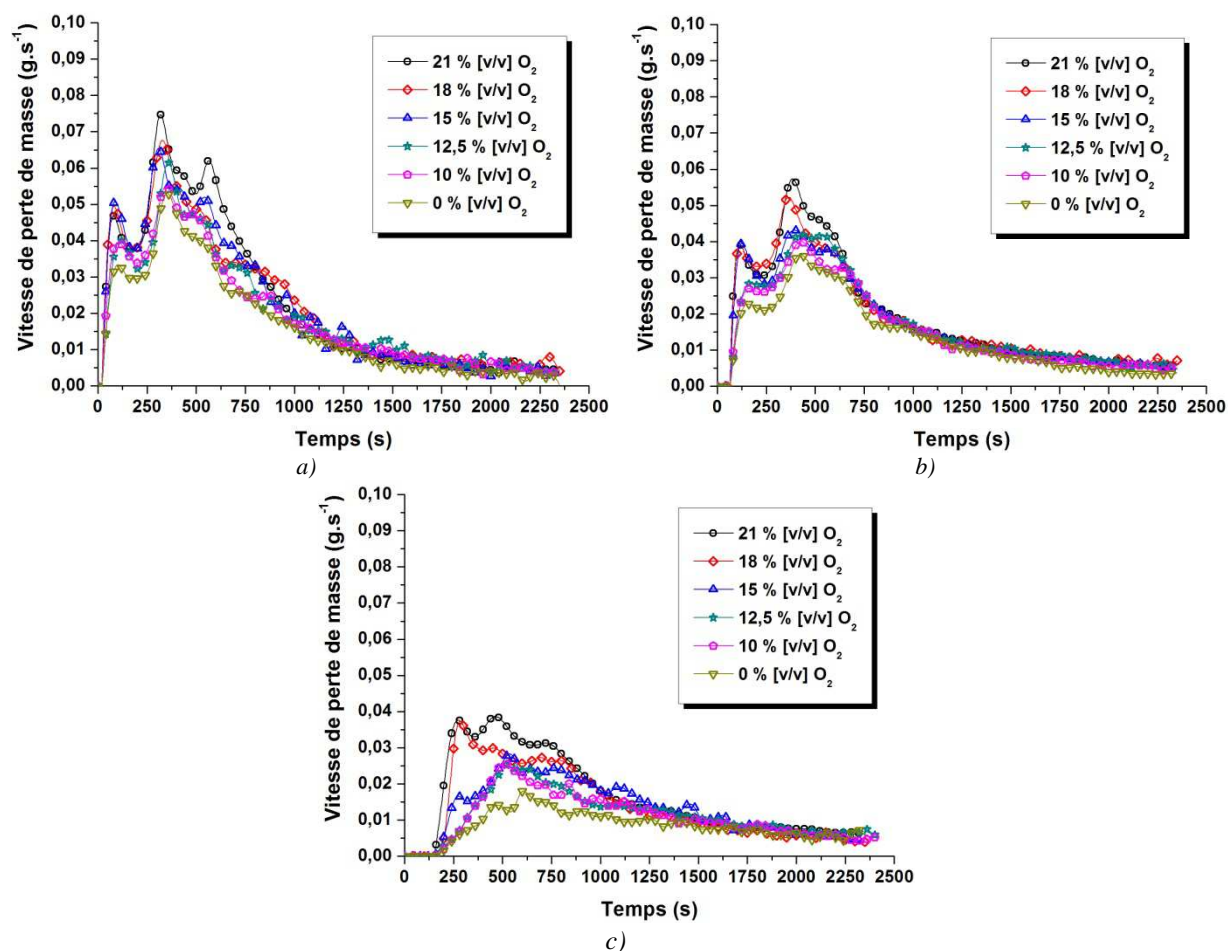 0,10
0,09
0,08
0,07
0,06
0,05
0,04
0,03
0,02
0,01
0,00
Vitesse de perte de masse (g.s⁻¹)
21 % [v/v] O₂
18 % [v/v] O₂
15 % [v/v] O₂
12,5 % [v/v] O₂
10 % [v/v] O₂
0 % [v/v] O₂
0 250 500 750 1000 1250 1500 1750 2000 2250 2500
Temps (s)
a)
0,10
0,09
0,08
0,07
0,06
0,05
0,04
0,03
0,02
0,01
0,00
Vitesse de perte de masse (g.s⁻¹)
21 % [v/v] O₂
18 % [v/v] O₂
15 % [v/v] O₂
12,5 % [v/v] O₂
10 % [v/v] O₂
0 % [v/v] O₂
0 250 500 750 1000 1250 1500 1750 2000 2250 2500
Temps (s)
b)
0,10
0,09
0,08
0,07
0,06
0,05
0,04
0,03
0,02
0,01
0,00
Vitesse de perte de masse (g.s⁻¹)
21 % [v/v] O₂
18 % [v/v] O₂
15 % [v/v] O₂
12,5 % [v/v] O₂
10 % [v/v] O₂
0 % [v/v] O₂
0 250 500 750 1000 1250 1500 1750 2000 2250 2500
Temps (s)
c)